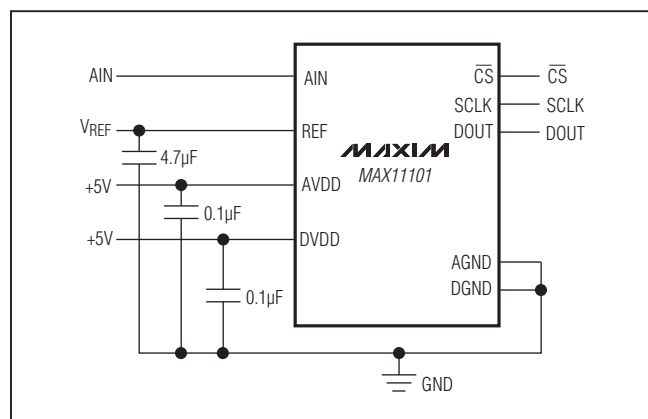 AIN
AIN
CS
CS
SCLK
SCLK
VREF
REF
DOUT
DOUT
MAXIM
MAX11101
4.7µF
+5V
AVDD
0.1µF
+5V
DVDD
0.1µF
AGND
DGND
GND